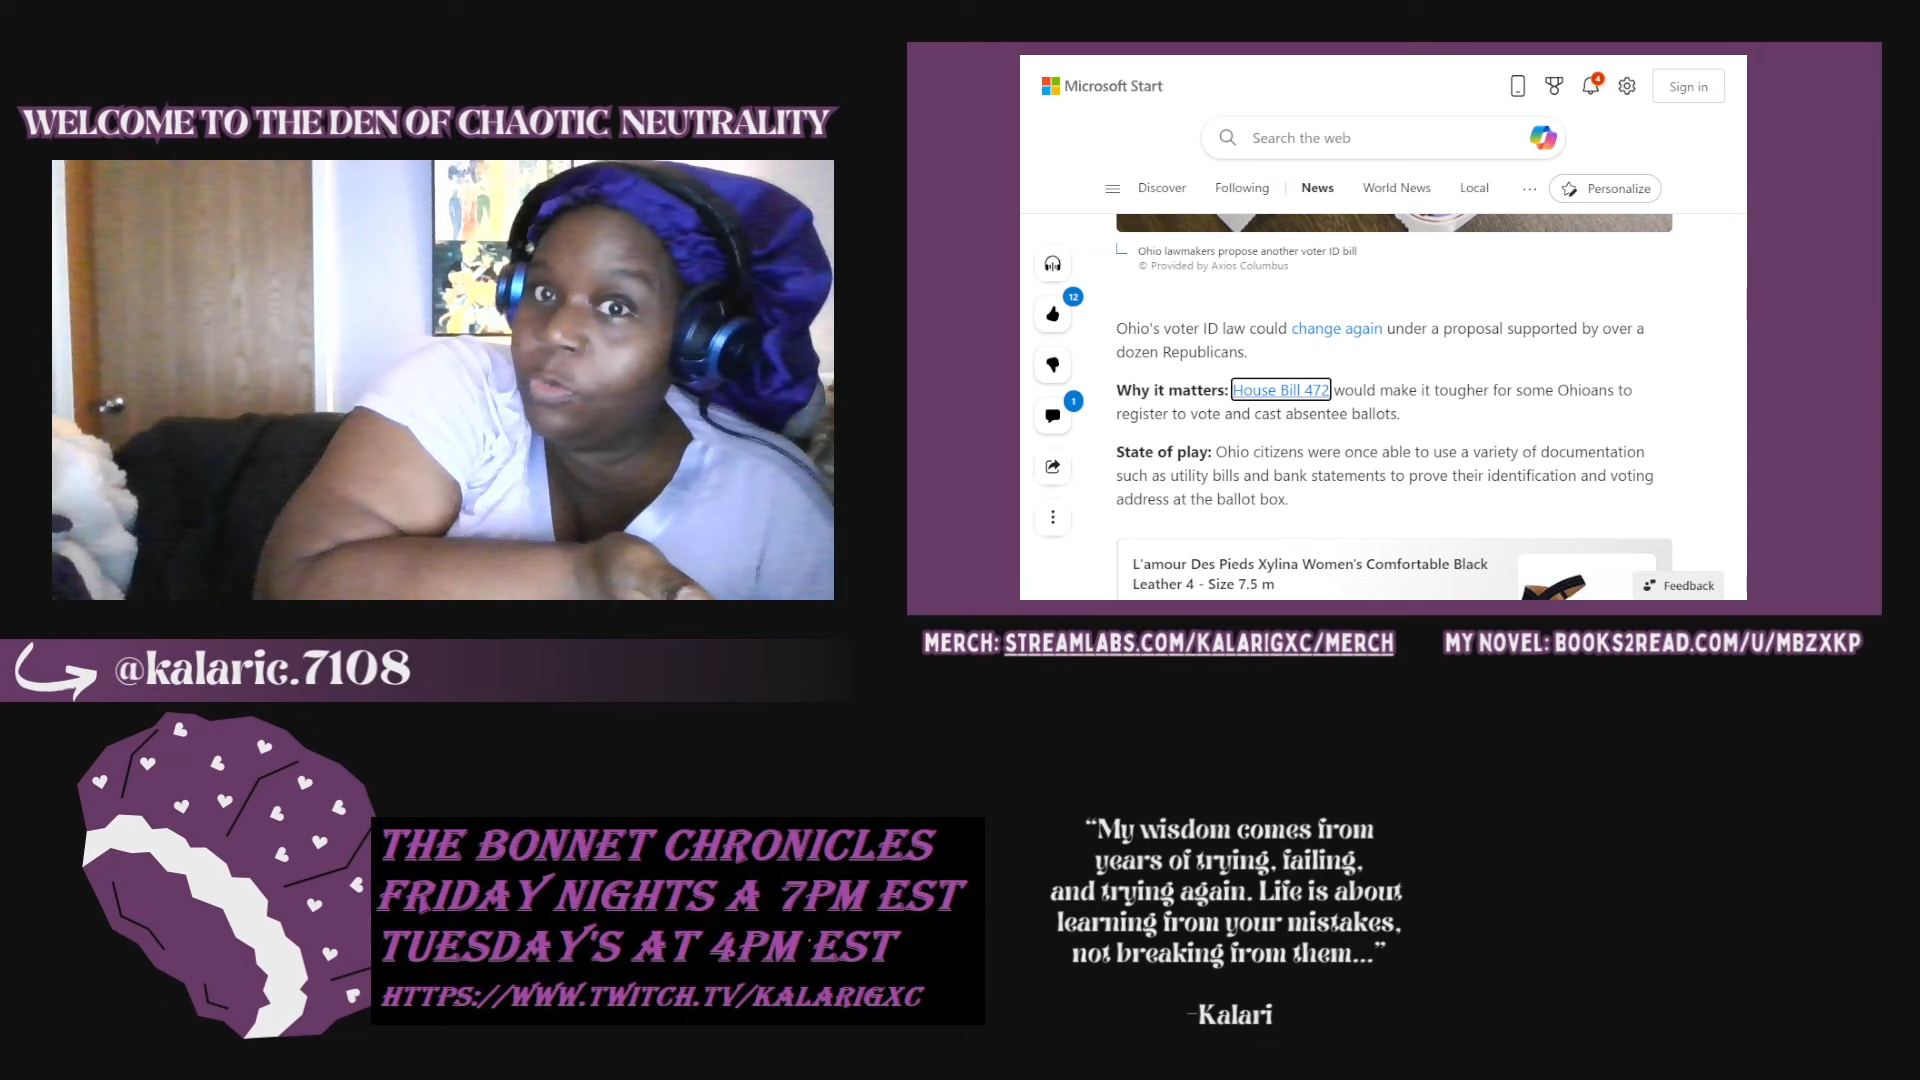 WELCOME TO THE DEN OF CHAOTIC NEUTRALITY
@kalaric.7108
THE BONNET CHRONICLES
FRIDAY NIGHTS A 7PM EST
TUESDAY'S AT 4PM EST
HTTPS://WWW.TWITCH.TV/KALARIGXC
Microsoft Start
4
Sign in
Search the web
Discover
Following
News
World News
Local
...
Personalize
Ohio lawmakers propose another voter ID bill
© Provided by Axios Columbus
12
1
Ohio's voter ID law could change again under a proposal supported by over a
dozen Republicans.
Why it matters: House Bill 472 would make it tougher for some Ohioans to
register to vote and cast absentee ballots.
State of play: Ohio citizens were once able to use a variety of documentation
such as utility bills and bank statements to prove their identification and voting
address at the ballot box.
L'amour Des Pieds Xylina Women's Comfortable Black
Leather 4 - Size 7.5 m
Feedback
MERCH: STREAMLABS.COM/KALARIGXC/MERCH
MY NOVEL: BOOKS2READ.COM/U/MBZXKP
“My wisdom comes from
years of trying, failing,
and trying again. Life is about
learning from your mistakes,
not breaking from them...”
-Kalari